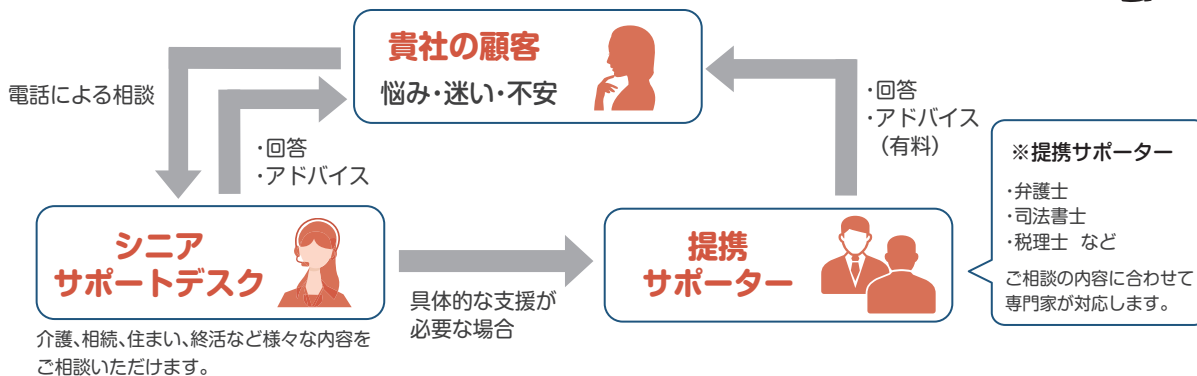 貴社の顧客
悩み・迷い・不安
電話による相談
・回答
・アドバイス
・回答
・アドバイス
(有料)
シニア
サポートデスク
介護、相続、住まい、終活など様々な内容を
ご相談いただけます。
具体的な支援が
必要な場合
提携
サポーター
※提携サポーター
・弁護士
・司法書士
・税理士 など
ご相談の内容に合わせて
専門家が対応します。